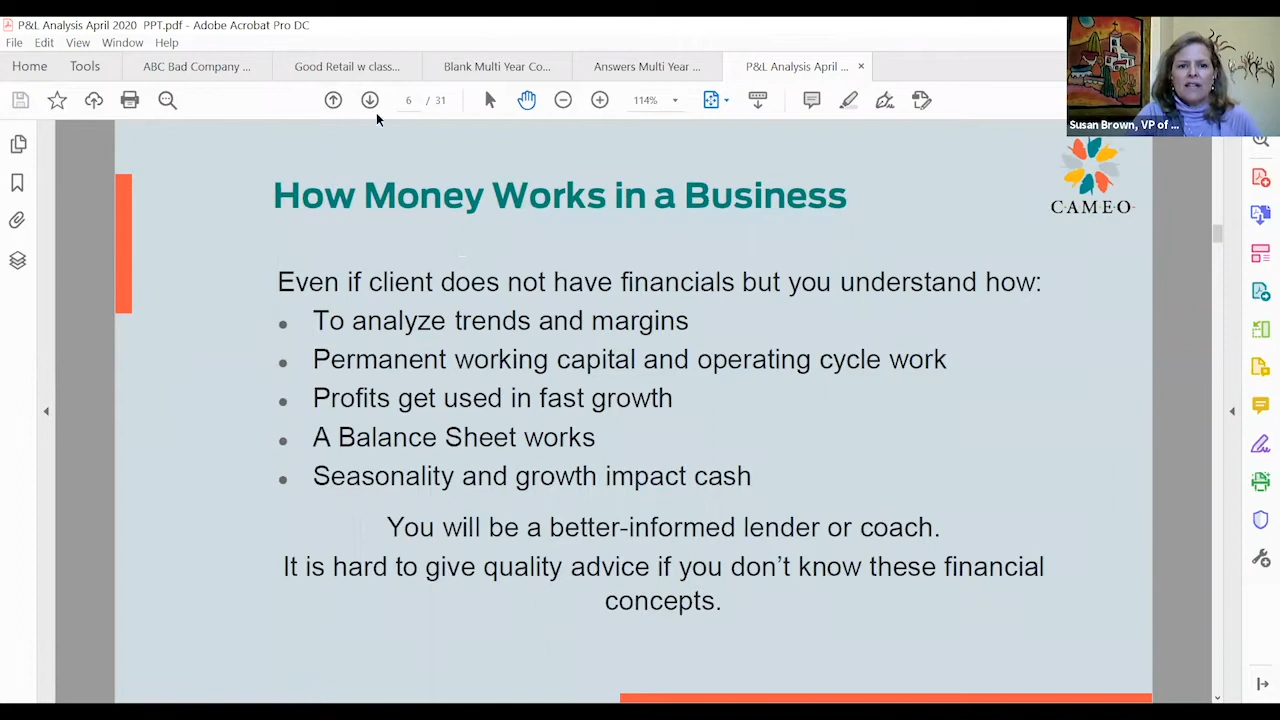 P&L Analysis April 2020 PPT.pdf - Adobe Acrobat Pro DC
File Edit View Window Help
Home Tools ABC Bad Company ... Good Retail w class... Blank Multi Year Co... Answers Multi Year ... P&L Analysis April ... ×
6 / 31 114%
Susan Brown, VP of ...
CAMEO
How Money Works in a Business
Even if client does not have financials but you understand how:
• To analyze trends and margins
• Permanent working capital and operating cycle work
• Profits get used in fast growth
• A Balance Sheet works
• Seasonality and growth impact cash
You will be a better-informed lender or coach.
It is hard to give quality advice if you don't know these financial
concepts.